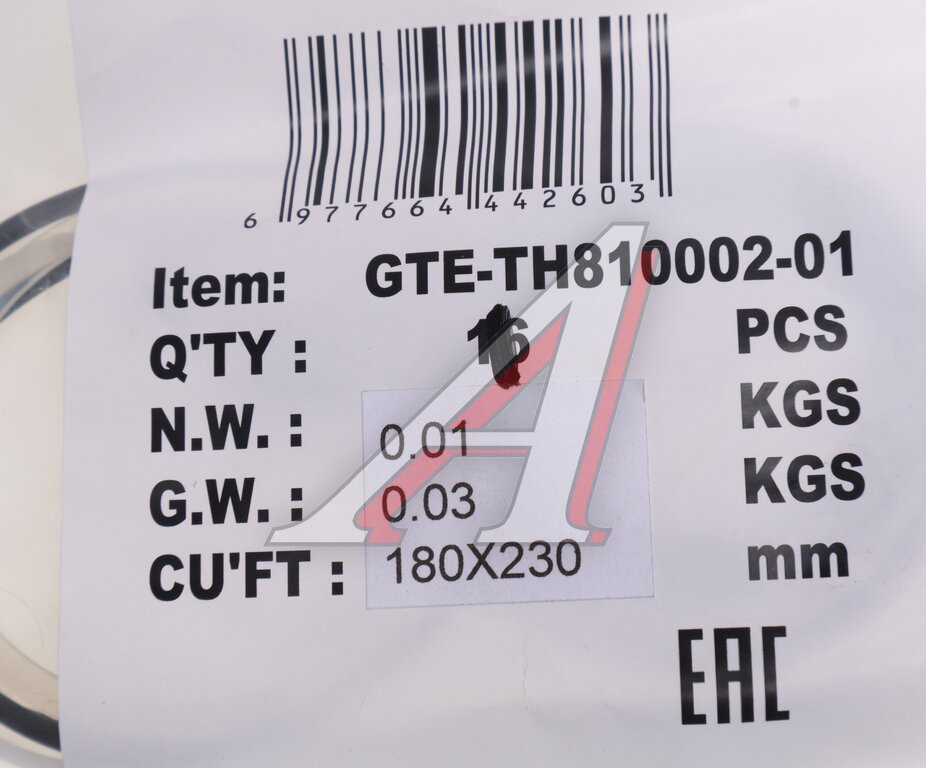 6 977664 442603
Item: GTE-TH810002-01
Q'TY : PCS
N.W. : 0.01 KGS
G.W. : 0.03 KGS
CU'FT : 180X230 mm
EAC